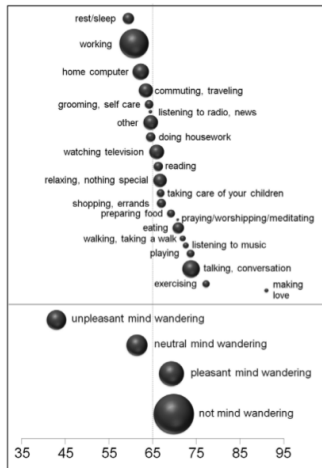 rest/sleep
working
home computer
commuting, traveling
grooming, self care
listening to radio, news
other
doing housework
watching television
reading
relaxing, nothing special
taking care of your children
shopping, errands
preparing food
praying/worshipping/meditating
eating
walking, taking a walk
listening to music
playing
talking, conversation
exercising
making
love
unpleasant mind wandering
neutral mind wandering
pleasant mind wandering
not mind wandering
35 45 55 65 75 85 95